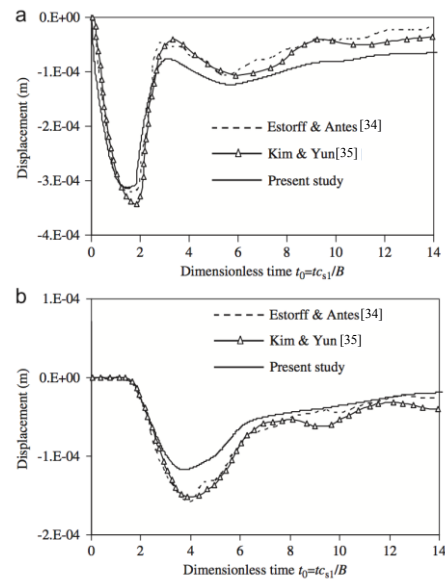 a
0.E+00
-1.E-04
-2.E-04
-3.E-04
-4.E-04
Displacement (m)
Estorff & Antes [34]
Kim & Yun [35]
Present study
0 2 4 6 8 10 12 14
Dimensionless time t₀=tcₛ₁/B
b
1.E-04
0.E+00
-1.E-04
-2.E-04
Displacement (m)
Estorff & Antes [34]
Kim & Yun [35]
Present study
0 2 4 6 8 10 12 14
Dimensionless time t₀=tcₛ₁/B